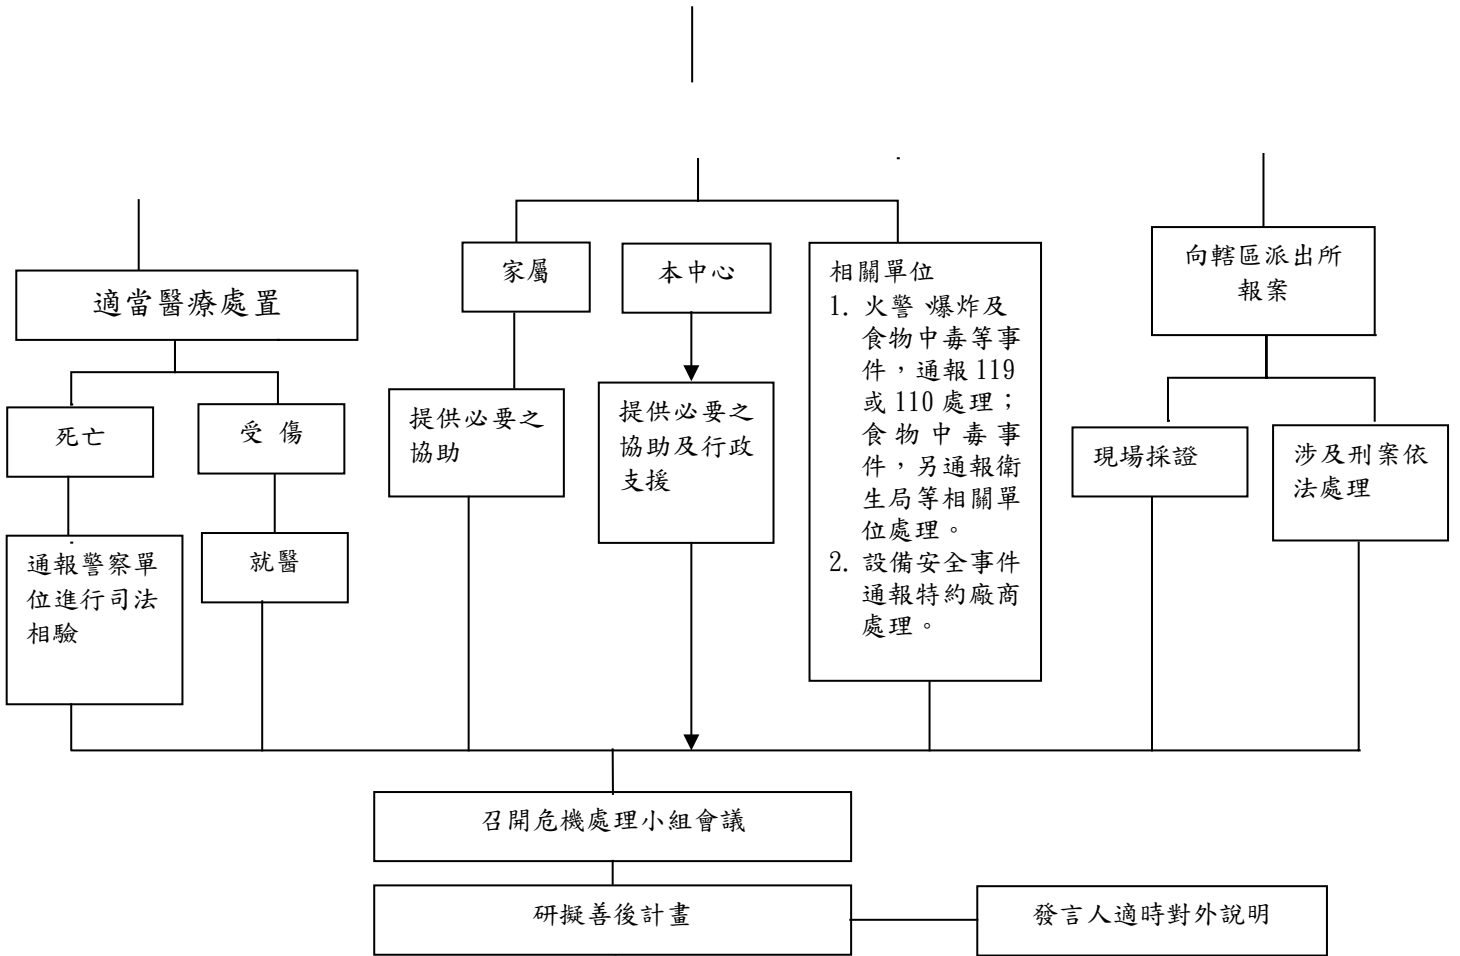 適當醫療處置
死亡
受 傷
通報警察單
位進行司法
相驗
就醫
家屬
提供必要之
協助
本中心
提供必要之
協助及行政
支援
相關單位
1. 火警、爆炸及
食物中毒等事
件，通報 119
或 110 處理；
食物中毒事
件，另通報衛
生局等相關單
位處理。
2. 設備安全事件
通報特約廠商
處理。
向轄區派出所
報案
現場採證
涉及刑案依
法處理
召開危機處理小組會議
研擬善後計畫
發言人適時對外說明